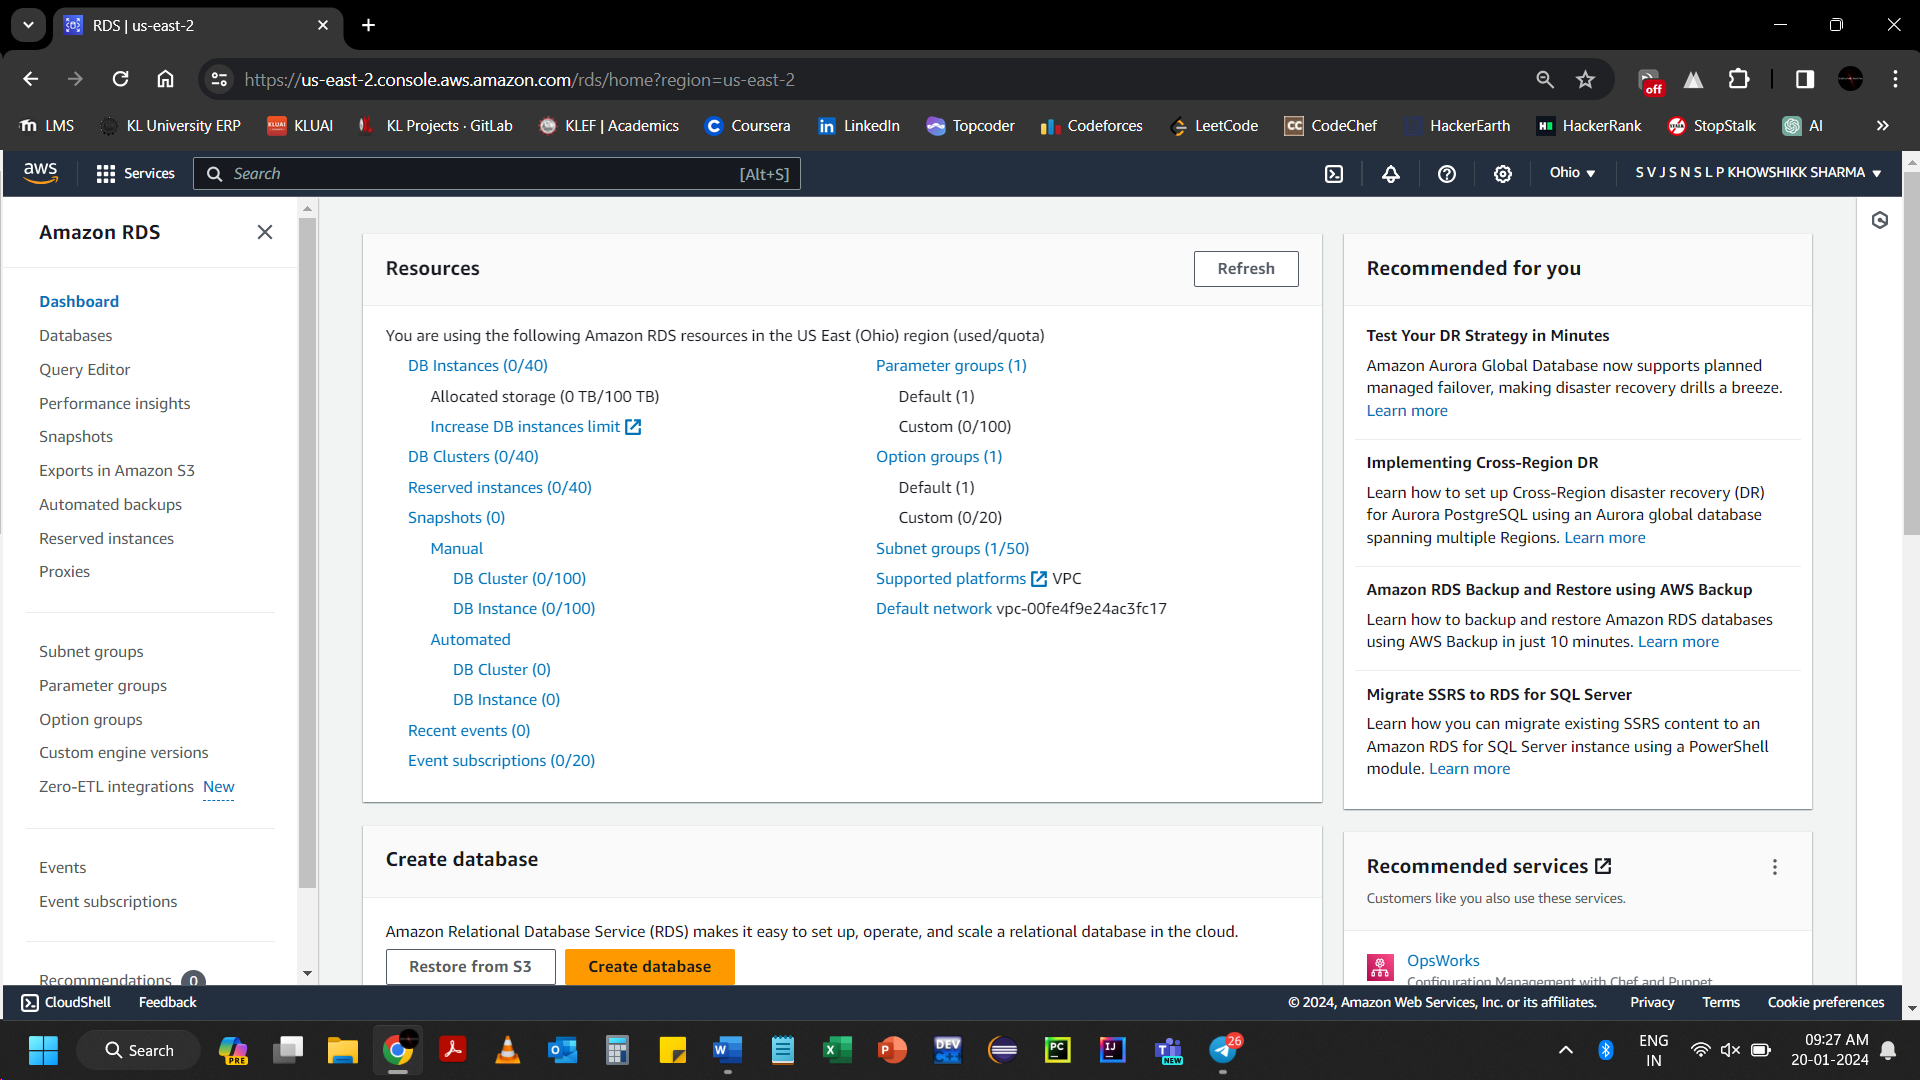 RDS | us-east-2
https://us-east-2.console.aws.amazon.com/rds/home?region=us-east-2
off
LMS
KL University ERP
KLUAI
KL Projects · GitLab
KLEF | Academics
Coursera
LinkedIn
Topcoder
Codeforces
LeetCode
CodeChef
HackerEarth
HackerRank
StopStalk
AI
aws
Services
Search
[Alt+S]
Ohio
S V J S N S L P KHOWSHIKK SHARMA
Amazon RDS
Dashboard
Databases
Query Editor
Performance insights
Snapshots
Exports in Amazon S3
Automated backups
Reserved instances
Proxies
Subnet groups
Parameter groups
Option groups
Custom engine versions
Zero-ETL integrations New
Events
Event subscriptions
Recommendations 0
Resources
Refresh
You are using the following Amazon RDS resources in the US East (Ohio) region (used/quota)
DB Instances (0/40)
Allocated storage (0 TB/100 TB)
Increase DB instances limit
DB Clusters (0/40)
Reserved instances (0/40)
Snapshots (0)
Manual
DB Cluster (0/100)
DB Instance (0/100)
Automated
DB Cluster (0)
DB Instance (0)
Recent events (0)
Event subscriptions (0/20)
Parameter groups (1)
Default (1)
Custom (0/100)
Option groups (1)
Default (1)
Custom (0/20)
Subnet groups (1/50)
Supported platforms VPC
Default network vpc-00fe4f9e24ac3fc17
Create database
Amazon Relational Database Service (RDS) makes it easy to set up, operate, and scale a relational database in the cloud.
Restore from S3
Create database
Recommended for you
Test Your DR Strategy in Minutes
Amazon Aurora Global Database now supports planned
managed failover, making disaster recovery drills a breeze.
Learn more
Implementing Cross-Region DR
Learn how to set up Cross-Region disaster recovery (DR)
for Aurora PostgreSQL using an Aurora global database
spanning multiple Regions. Learn more
Amazon RDS Backup and Restore using AWS Backup
Learn how to backup and restore Amazon RDS databases
using AWS Backup in just 10 minutes. Learn more
Migrate SSRS to RDS for SQL Server
Learn how you can migrate existing SSRS content to an
Amazon RDS for SQL Server instance using a PowerShell
module. Learn more
Recommended services
Customers like you also use these services.
OpsWorks
Configuration Management with Chef and Puppet
CloudShell
Feedback
© 2024, Amazon Web Services, Inc. or its affiliates.
Privacy
Terms
Cookie preferences
Search
PRE
DEV
C++
PC
IJ
NEW
26
ENG
IN
09:27 AM
20-01-2024